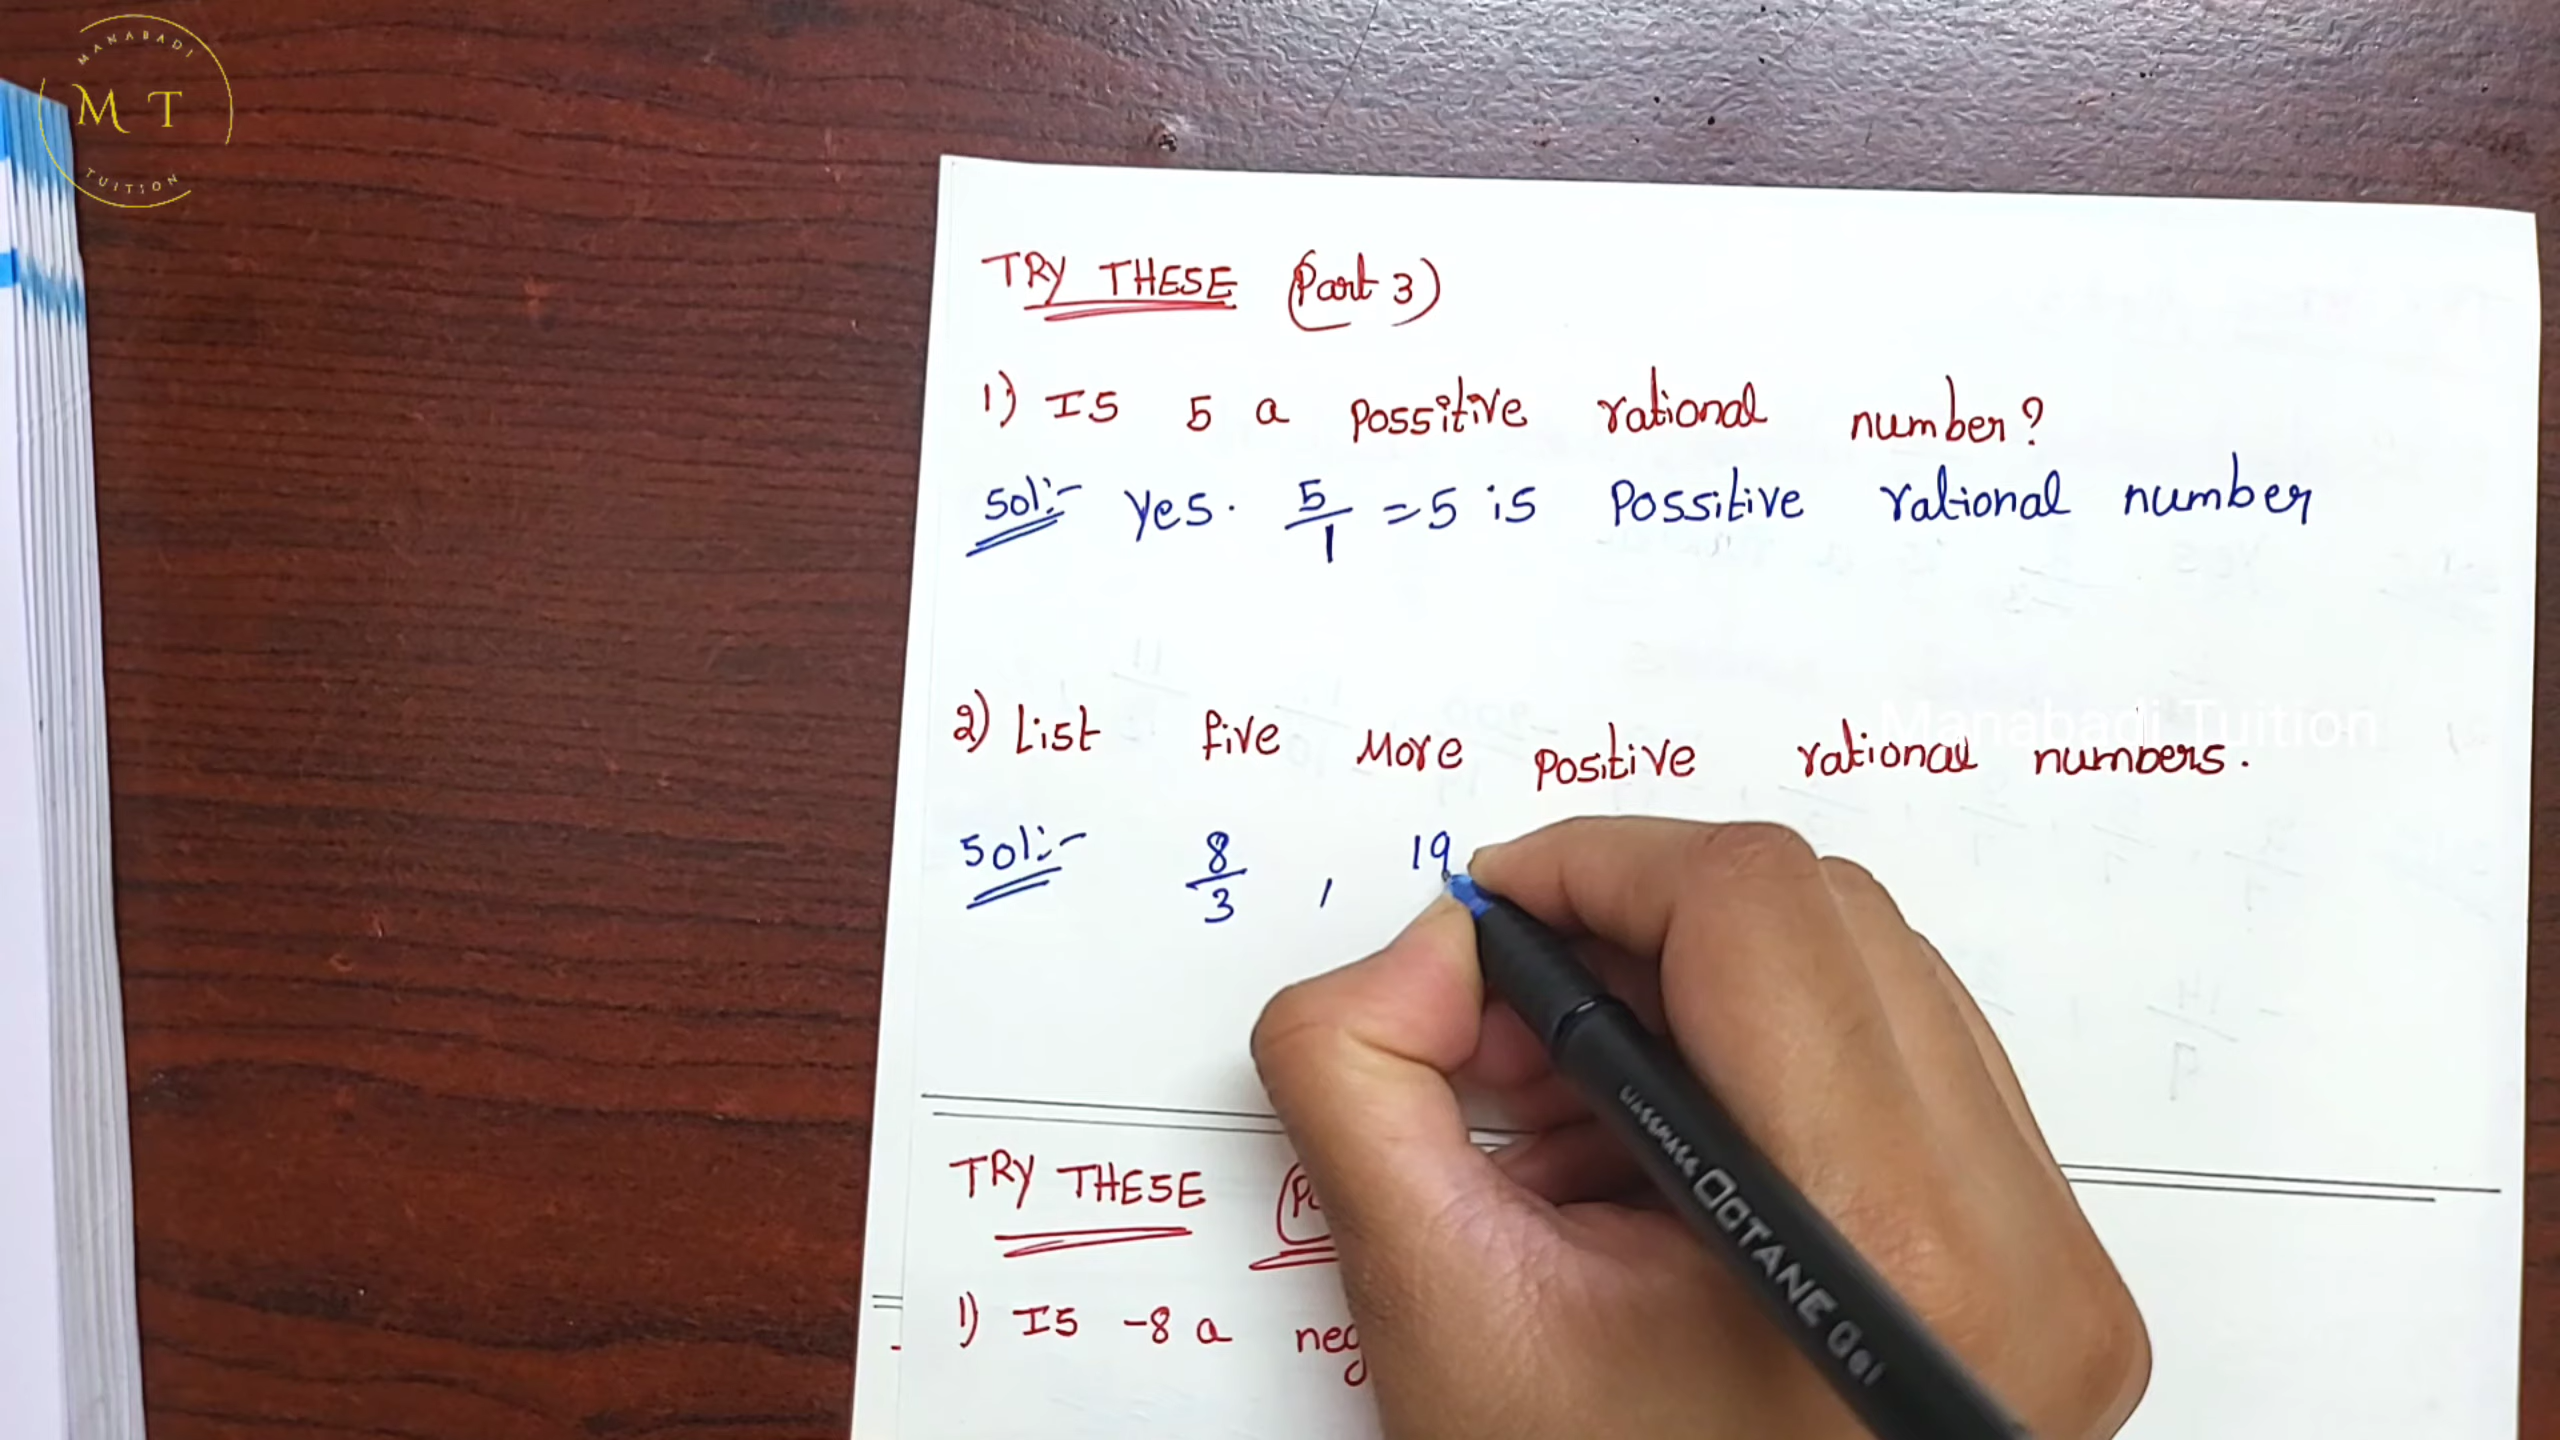 MANABADI
M T
TUITION
TRY THESE (Part 3)
1) Is 5 a possitive rational number?
Sol:- Yes. 5/1 = 5 is Possitive rational number
Manabadi Tuition
2) List five More positive rational numbers.
Sol:- 8/3 , 19
TRY THESE
1) Is -8 a neg
HASSMASS OCTANE Gel